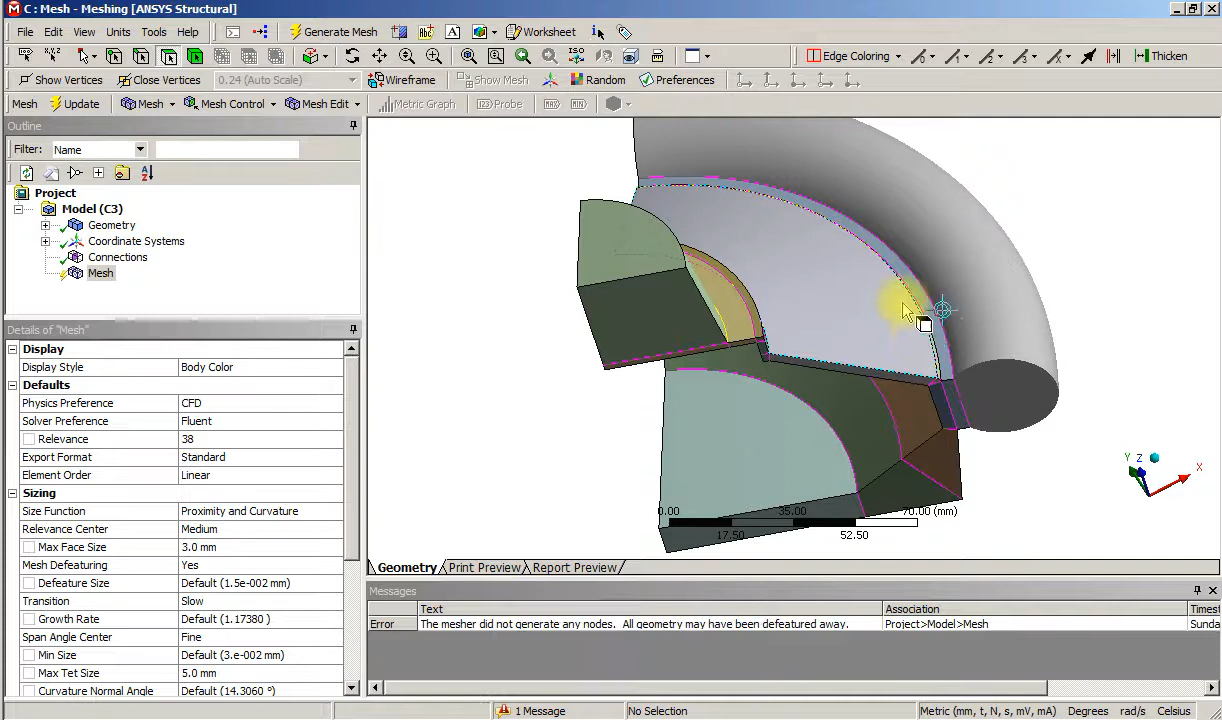 C : Mesh - Meshing [ANSYS Structural]
File Edit View Units Tools Help Generate Mesh Worksheet
Edge Coloring Thicken
Show Vertices Close Vertices 0.24 (Auto Scale) Wireframe Show Mesh Random Preferences
Mesh Update Mesh Mesh Control Mesh Edit Metric Graph Probe MAX MIN
Outline
Filter: Name
Project
Model (C3)
Geometry
Coordinate Systems
Connections
Mesh
Details of "Mesh"
Display
Display Style Body Color
Defaults
Physics Preference CFD
Solver Preference Fluent
Relevance 38
Export Format Standard
Element Order Linear
Sizing
Size Function Proximity and Curvature
Relevance Center Medium
Max Face Size 3.0 mm
Mesh Defeaturing Yes
Defeature Size Default (1.5e-002 mm)
Transition Slow
Growth Rate Default (1.17380 )
Span Angle Center Fine
Min Size Default (3.e-002 mm)
Max Tet Size 5.0 mm
Curvature Normal Angle Default (14.3060 °)
Y Z X
0.00 35.00 70.00 (mm)
17.50 52.50
Geometry Print Preview Report Preview
Messages
Text Association Timest
Error The mesher did not generate any nodes. All geometry may have been defeatured away. Project>Model>Mesh Sunda
1 Message No Selection Metric (mm, t, N, s, mV, mA) Degrees rad/s Celsius